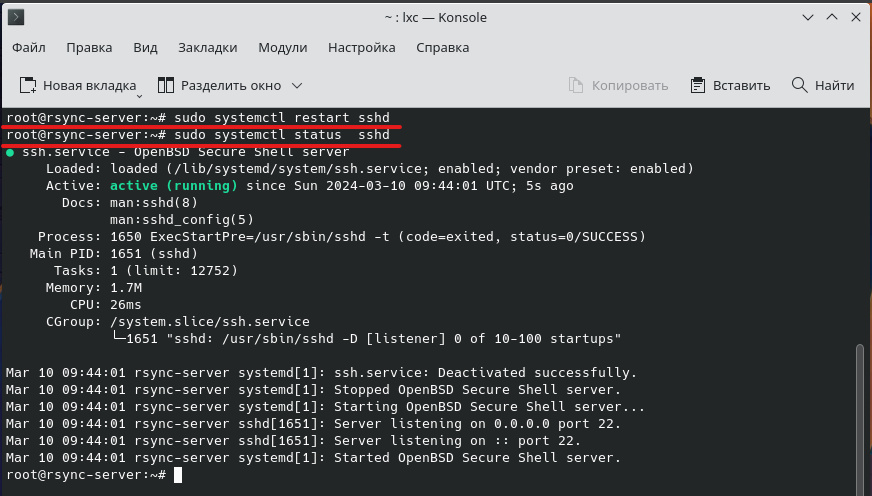 ~ : lxc — Konsole
Файл Правка Вид Закладки Модули Настройка Справка
Новая вкладка Разделить окно Копировать Вставить Найти
root@rsync-server:~# sudo systemctl restart sshd
root@rsync-server:~# sudo systemctl status  sshd
● ssh.service - OpenBSD Secure Shell server
     Loaded: loaded (/lib/systemd/system/ssh.service; enabled; vendor preset: enabled)
     Active: active (running) since Sun 2024-03-10 09:44:01 UTC; 5s ago
       Docs: man:sshd(8)
             man:sshd_config(5)
    Process: 1650 ExecStartPre=/usr/sbin/sshd -t (code=exited, status=0/SUCCESS)
   Main PID: 1651 (sshd)
      Tasks: 1 (limit: 12752)
     Memory: 1.7M
        CPU: 26ms
     CGroup: /system.slice/ssh.service
             └─1651 "sshd: /usr/sbin/sshd -D [listener] 0 of 10-100 startups"
Mar 10 09:44:01 rsync-server systemd[1]: ssh.service: Deactivated successfully.
Mar 10 09:44:01 rsync-server systemd[1]: Stopped OpenBSD Secure Shell server.
Mar 10 09:44:01 rsync-server systemd[1]: Starting OpenBSD Secure Shell server...
Mar 10 09:44:01 rsync-server sshd[1651]: Server listening on 0.0.0.0 port 22.
Mar 10 09:44:01 rsync-server sshd[1651]: Server listening on :: port 22.
Mar 10 09:44:01 rsync-server systemd[1]: Started OpenBSD Secure Shell server.
root@rsync-server:~#